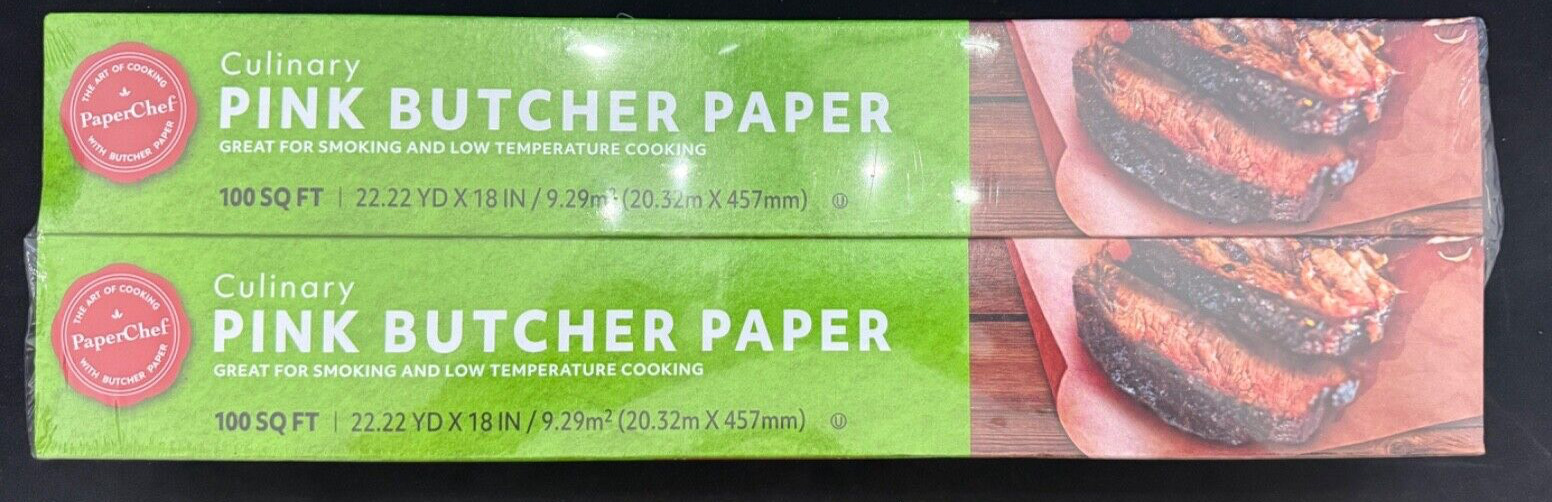 THE ART OF COOKING
PaperChef
WITH BUTCHER PAPER
Culinary
PINK BUTCHER PAPER
GREAT FOR SMOKING AND LOW TEMPERATURE COOKING
100 SQ FT | 22.22 YD X 18 IN / 9.29m² (20.32m X 457mm) Ⓤ
THE ART OF COOKING
PaperChef
WITH BUTCHER PAPER
Culinary
PINK BUTCHER PAPER
GREAT FOR SMOKING AND LOW TEMPERATURE COOKING
100 SQ FT | 22.22 YD X 18 IN / 9.29m² (20.32m X 457mm) Ⓤ